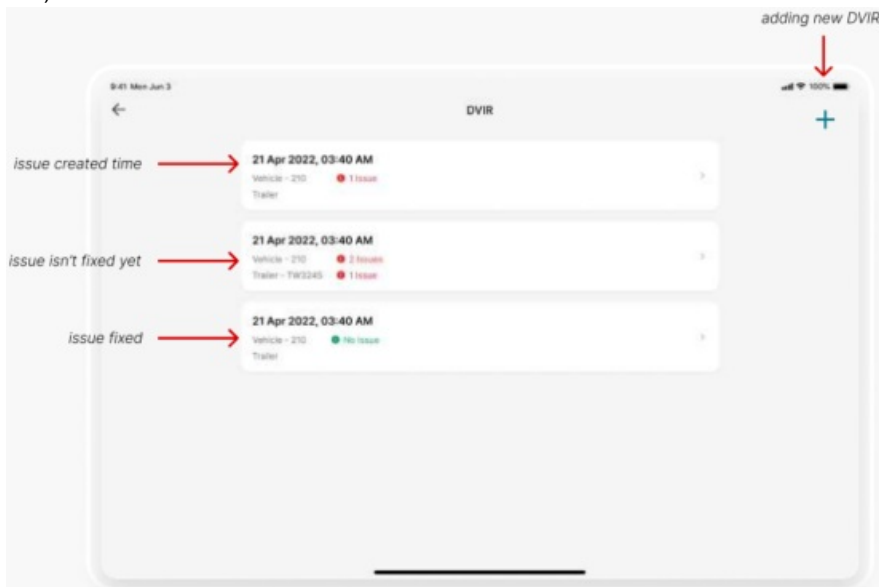 adding new DVIR
9:41 Mon Jun 3
100%
DVIR
issue created time
21 Apr 2022, 03:40 AM
Vehicle - 210 1 Issue
Trailer
issue isn't fixed yet
21 Apr 2022, 03:40 AM
Vehicle - 210 2 Issues
Trailer - TW3245 1 Issue
issue fixed
21 Apr 2022, 03:40 AM
Vehicle - 210 No issue
Trailer